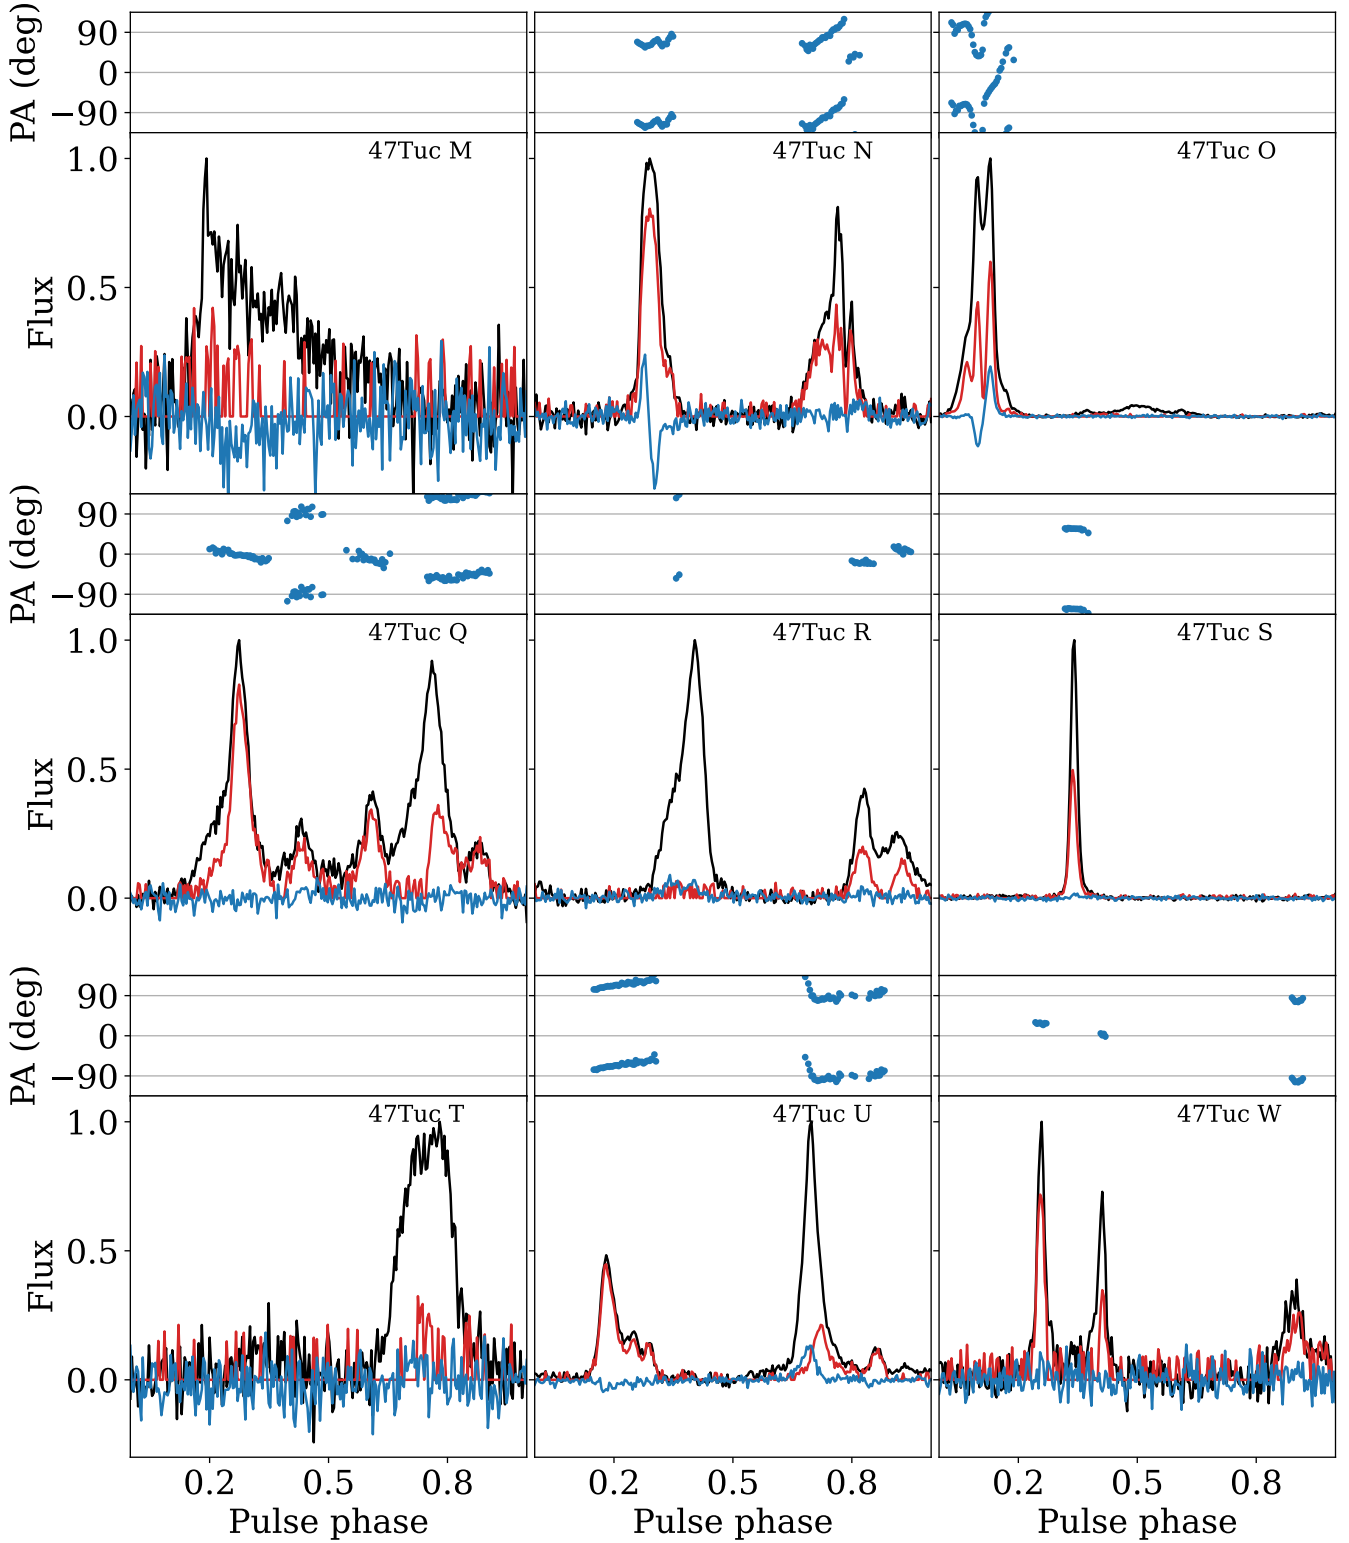 PA (deg)
90
0
−90
47Tuc M
47Tuc N
47Tuc O
Flux
1.0
0.5
0.0
PA (deg)
90
0
−90
47Tuc Q
47Tuc R
47Tuc S
Flux
1.0
0.5
0.0
PA (deg)
90
0
−90
47Tuc T
47Tuc U
47Tuc W
Flux
1.0
0.5
0.0
0.2 0.5 0.8 0.2 0.5 0.8 0.2 0.5 0.8
Pulse phase Pulse phase Pulse phase